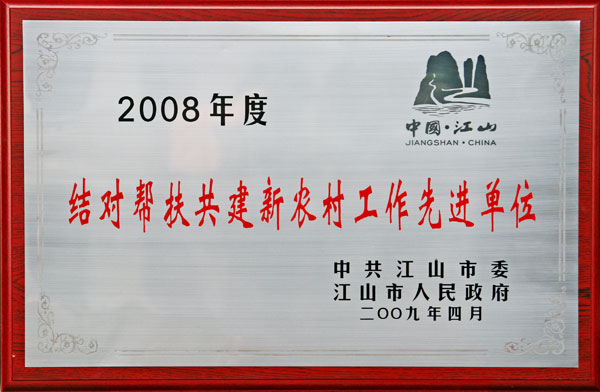 2008年度
中國·江山
JIANGSHAN·CHINA
结对帮扶共建新农村工作先进单位
中共江山市委
江山市人民政府
二〇〇九年四月